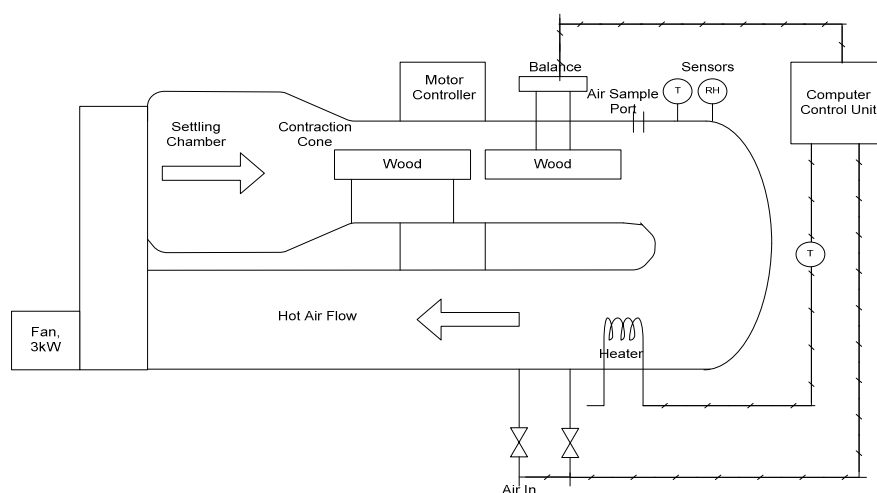 Motor
Controller
Balance
Sensors
Air Sample
Port
T
RH
Computer
Control Unit
Settling
Chamber
Contraction
Cone
Wood
Wood
T
Hot Air Flow
Fan,
3kW
Heater
Air In